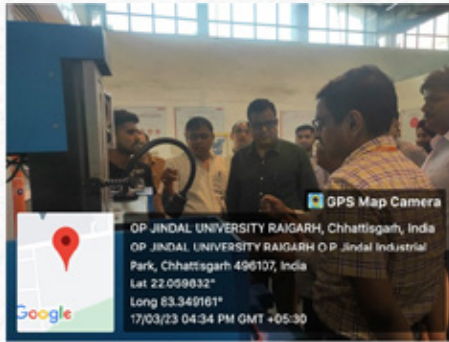 GPS Map Camera
OP JINDAL UNIVERSITY RAIGARH, Chhattisgarh, India
OP JINDAL UNIVERSITY RAIGARH O P Jindal Industrial
Park, Chhattisgarh 496107, India
Lat 22.059832°
Long 83.349161°
17/03/23 04:34 PM GMT +05:30
Google